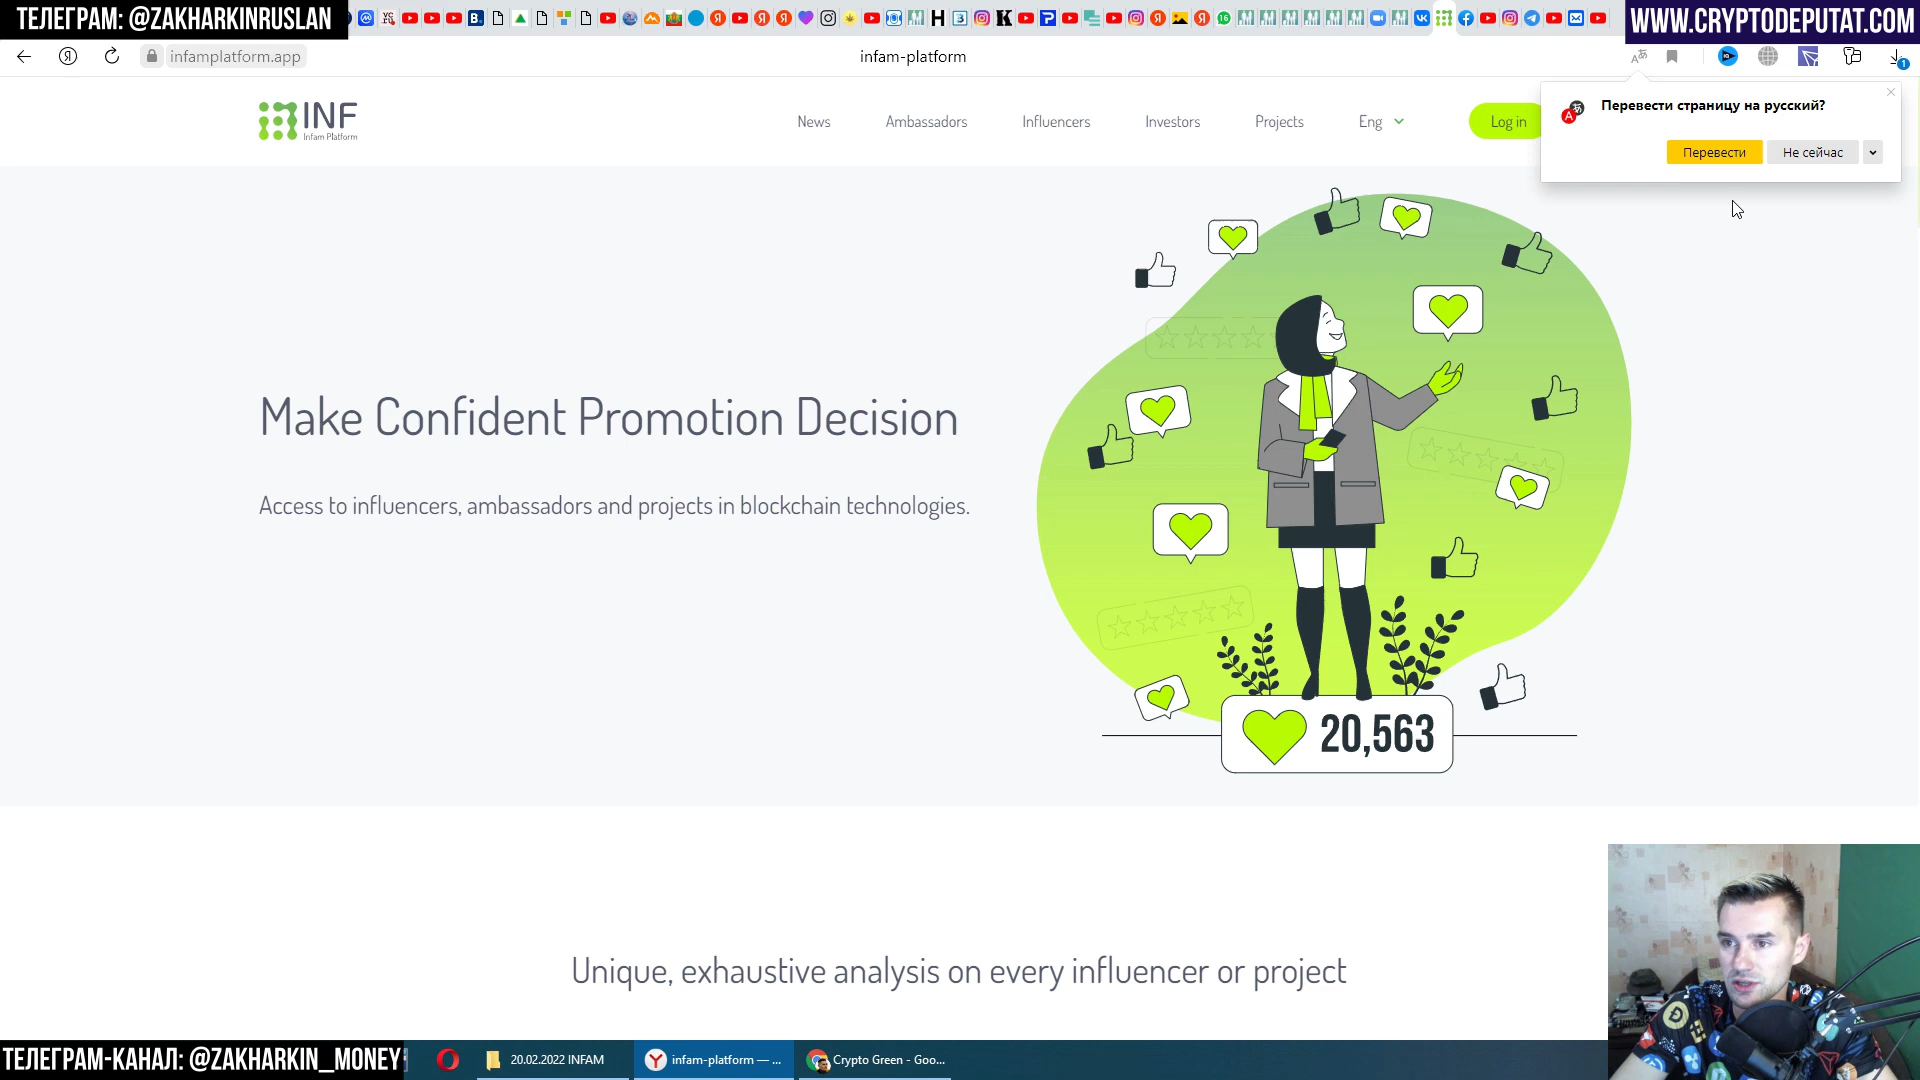 ТЕЛЕГРАМ: @ZAKHARKINRUSLAN
WWW.CRYPTODEPUTAT.COM
infamplatform.app
infam-platform
INF
Infam Platform
News
Ambassadors
Influencers
Investors
Projects
Eng
Log in
Перевести страницу на русский?
Перевести
Не сейчас
Make Confident Promotion Decision
Access to influencers, ambassadors and projects in blockchain technologies.
20,563
Unique, exhaustive analysis on every influencer or project
ТЕЛЕГРАМ-КАНАЛ: @ZAKHARKIN_MONEY
20.02.2022 INFAM
infam-platform — ...
Crypto Green - Goo...